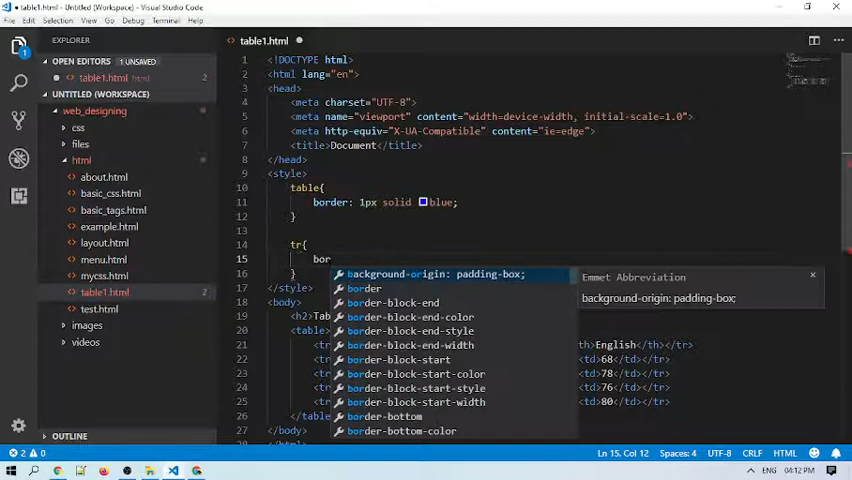 table1.html - Untitled (Workspace) - Visual Studio Code
File Edit Selection View Go Debug Terminal Help
EXPLORER
OPEN EDITORS 1 UNSAVED
table1.html 2
UNTITLED (WORKSPACE)
web_designing
css
files
html
about.html
basic_css.html
basic_tags.html
example.html
layout.html
menu.html
mycss.html
table1.html 2
test.html
images
videos
OUTLINE
table1.html
1 <!DOCTYPE html>
2 <html lang="en">
3 <head>
4 <meta charset="UTF-8">
5 <meta name="viewport" content="width=device-width, initial-scale=1.0">
6 <meta http-equiv="X-UA-Compatible" content="ie=edge">
7 <title>Document</title>
8 </head>
9 <style>
10 table{
11 border: 1px solid blue;
12 }
13
14 tr{
15 bor
16 }
17 </style>
18 <body>
19 <h2>Tab
20 <table>
21 <tr th>English</th></tr>
22 <tr <td>68</td></tr>
23 <tr <td>78</td></tr>
24 <tr <td>76</td></tr>
25 <tr <td>80</td></tr>
26 </table
27 </body>
background-origin: padding-box;
border
border-block-end
border-block-end-color
border-block-end-style
border-block-end-width
border-block-start
border-block-start-color
border-block-start-style
border-block-start-width
border-bottom
border-bottom-color
Emmet Abbreviation
background-origin: padding-box;
2 0
Ln 15, Col 12 Spaces: 4 UTF-8 CRLF HTML
ENG 04:12 PM